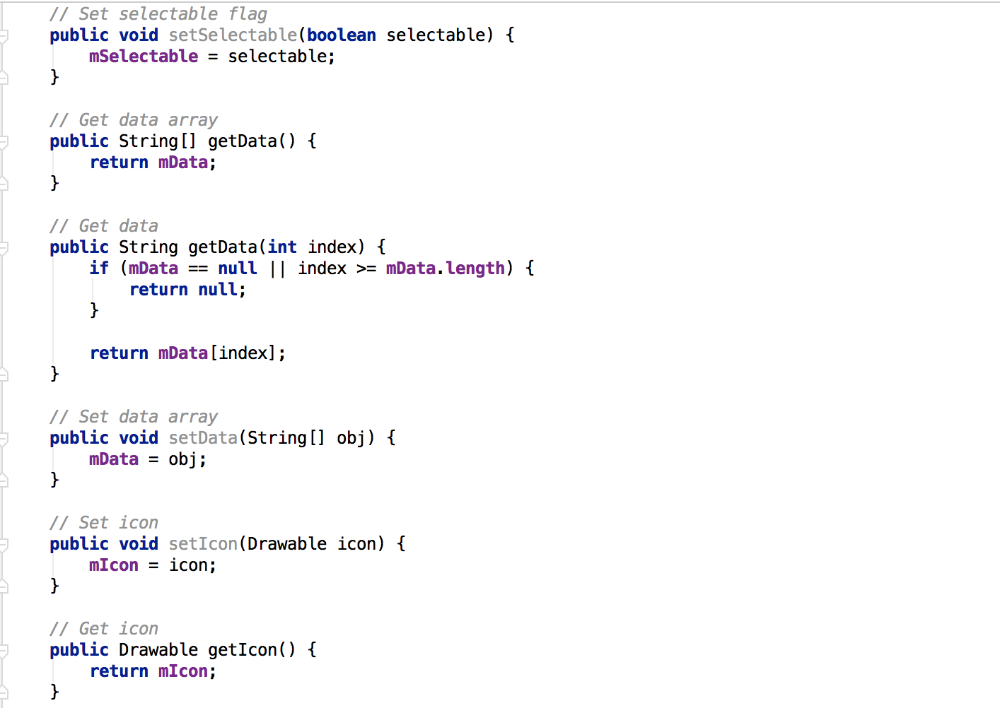 // Set selectable flag
public void setSelectable(boolean selectable) {
    mSelectable = selectable;
}

// Get data array
public String[] getData() {
    return mData;
}

// Get data
public String getData(int index) {
    if (mData == null || index >= mData.length) {
        return null;
    }

    return mData[index];
}

// Set data array
public void setData(String[] obj) {
    mData = obj;
}

// Set icon
public void setIcon(Drawable icon) {
    mIcon = icon;
}

// Get icon
public Drawable getIcon() {
    return mIcon;
}